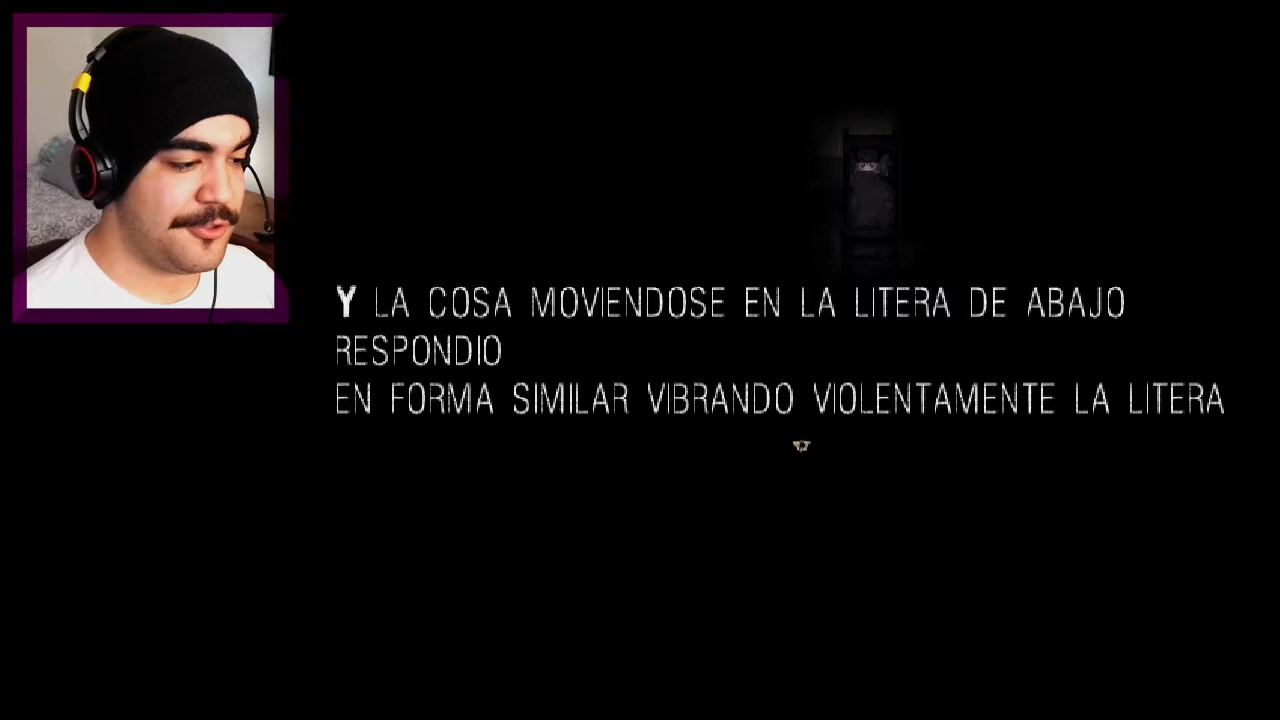 Y LA COSA MOVIENDOSE EN LA LITERA DE ABAJO
RESPONDIO
EN FORMA SIMILAR VIBRANDO VIOLENTAMENTE LA LITERA